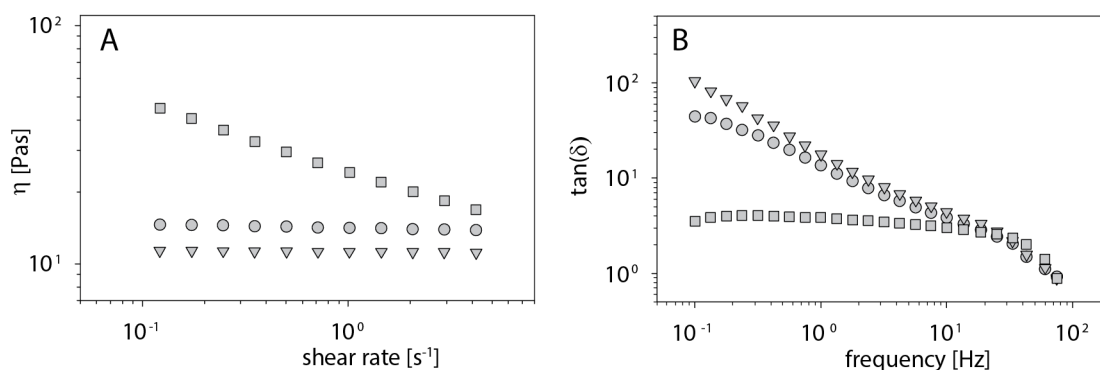 A
10²
10¹
η [Pas]
10⁻¹
10⁰
shear rate [s⁻¹]
B
10²
10¹
10⁰
tan(δ)
10⁻¹
10⁰
10¹
10²
frequency [Hz]